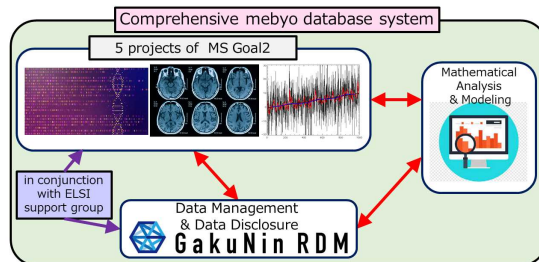 Comprehensive mebyo database system
5 projects of MS Goal2
Mathematical
Analysis
& Modeling
in conjunction
with ELSI
support group
Data Management
& Data Disclosure
GakuNin RDM